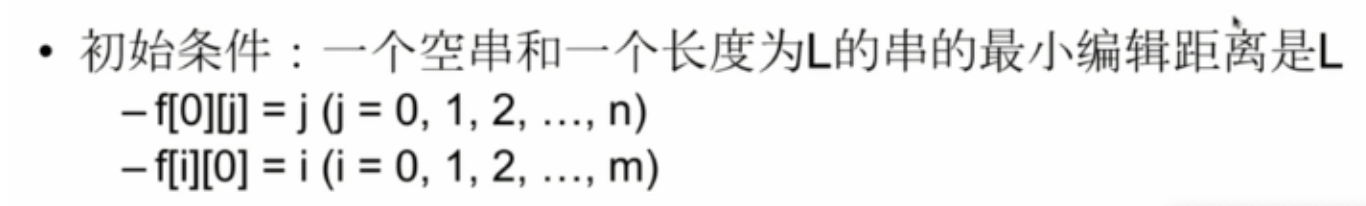 • 初始条件：一个空串和一个长度为L的串的最小编辑距离是L
– f[0][j] = j (j = 0, 1, 2, …, n)
– f[i][0] = i (i = 0, 1, 2, …, m)